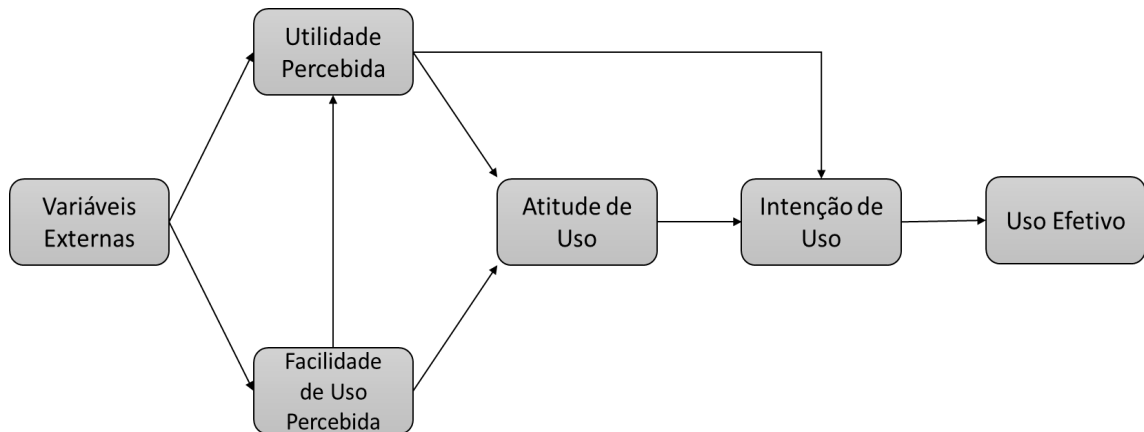 Utilidade
Percebida
Variáveis
Externas
Atitude de
Uso
Intenção de
Uso
Uso Efetivo
Facilidade
de Uso
Percebida